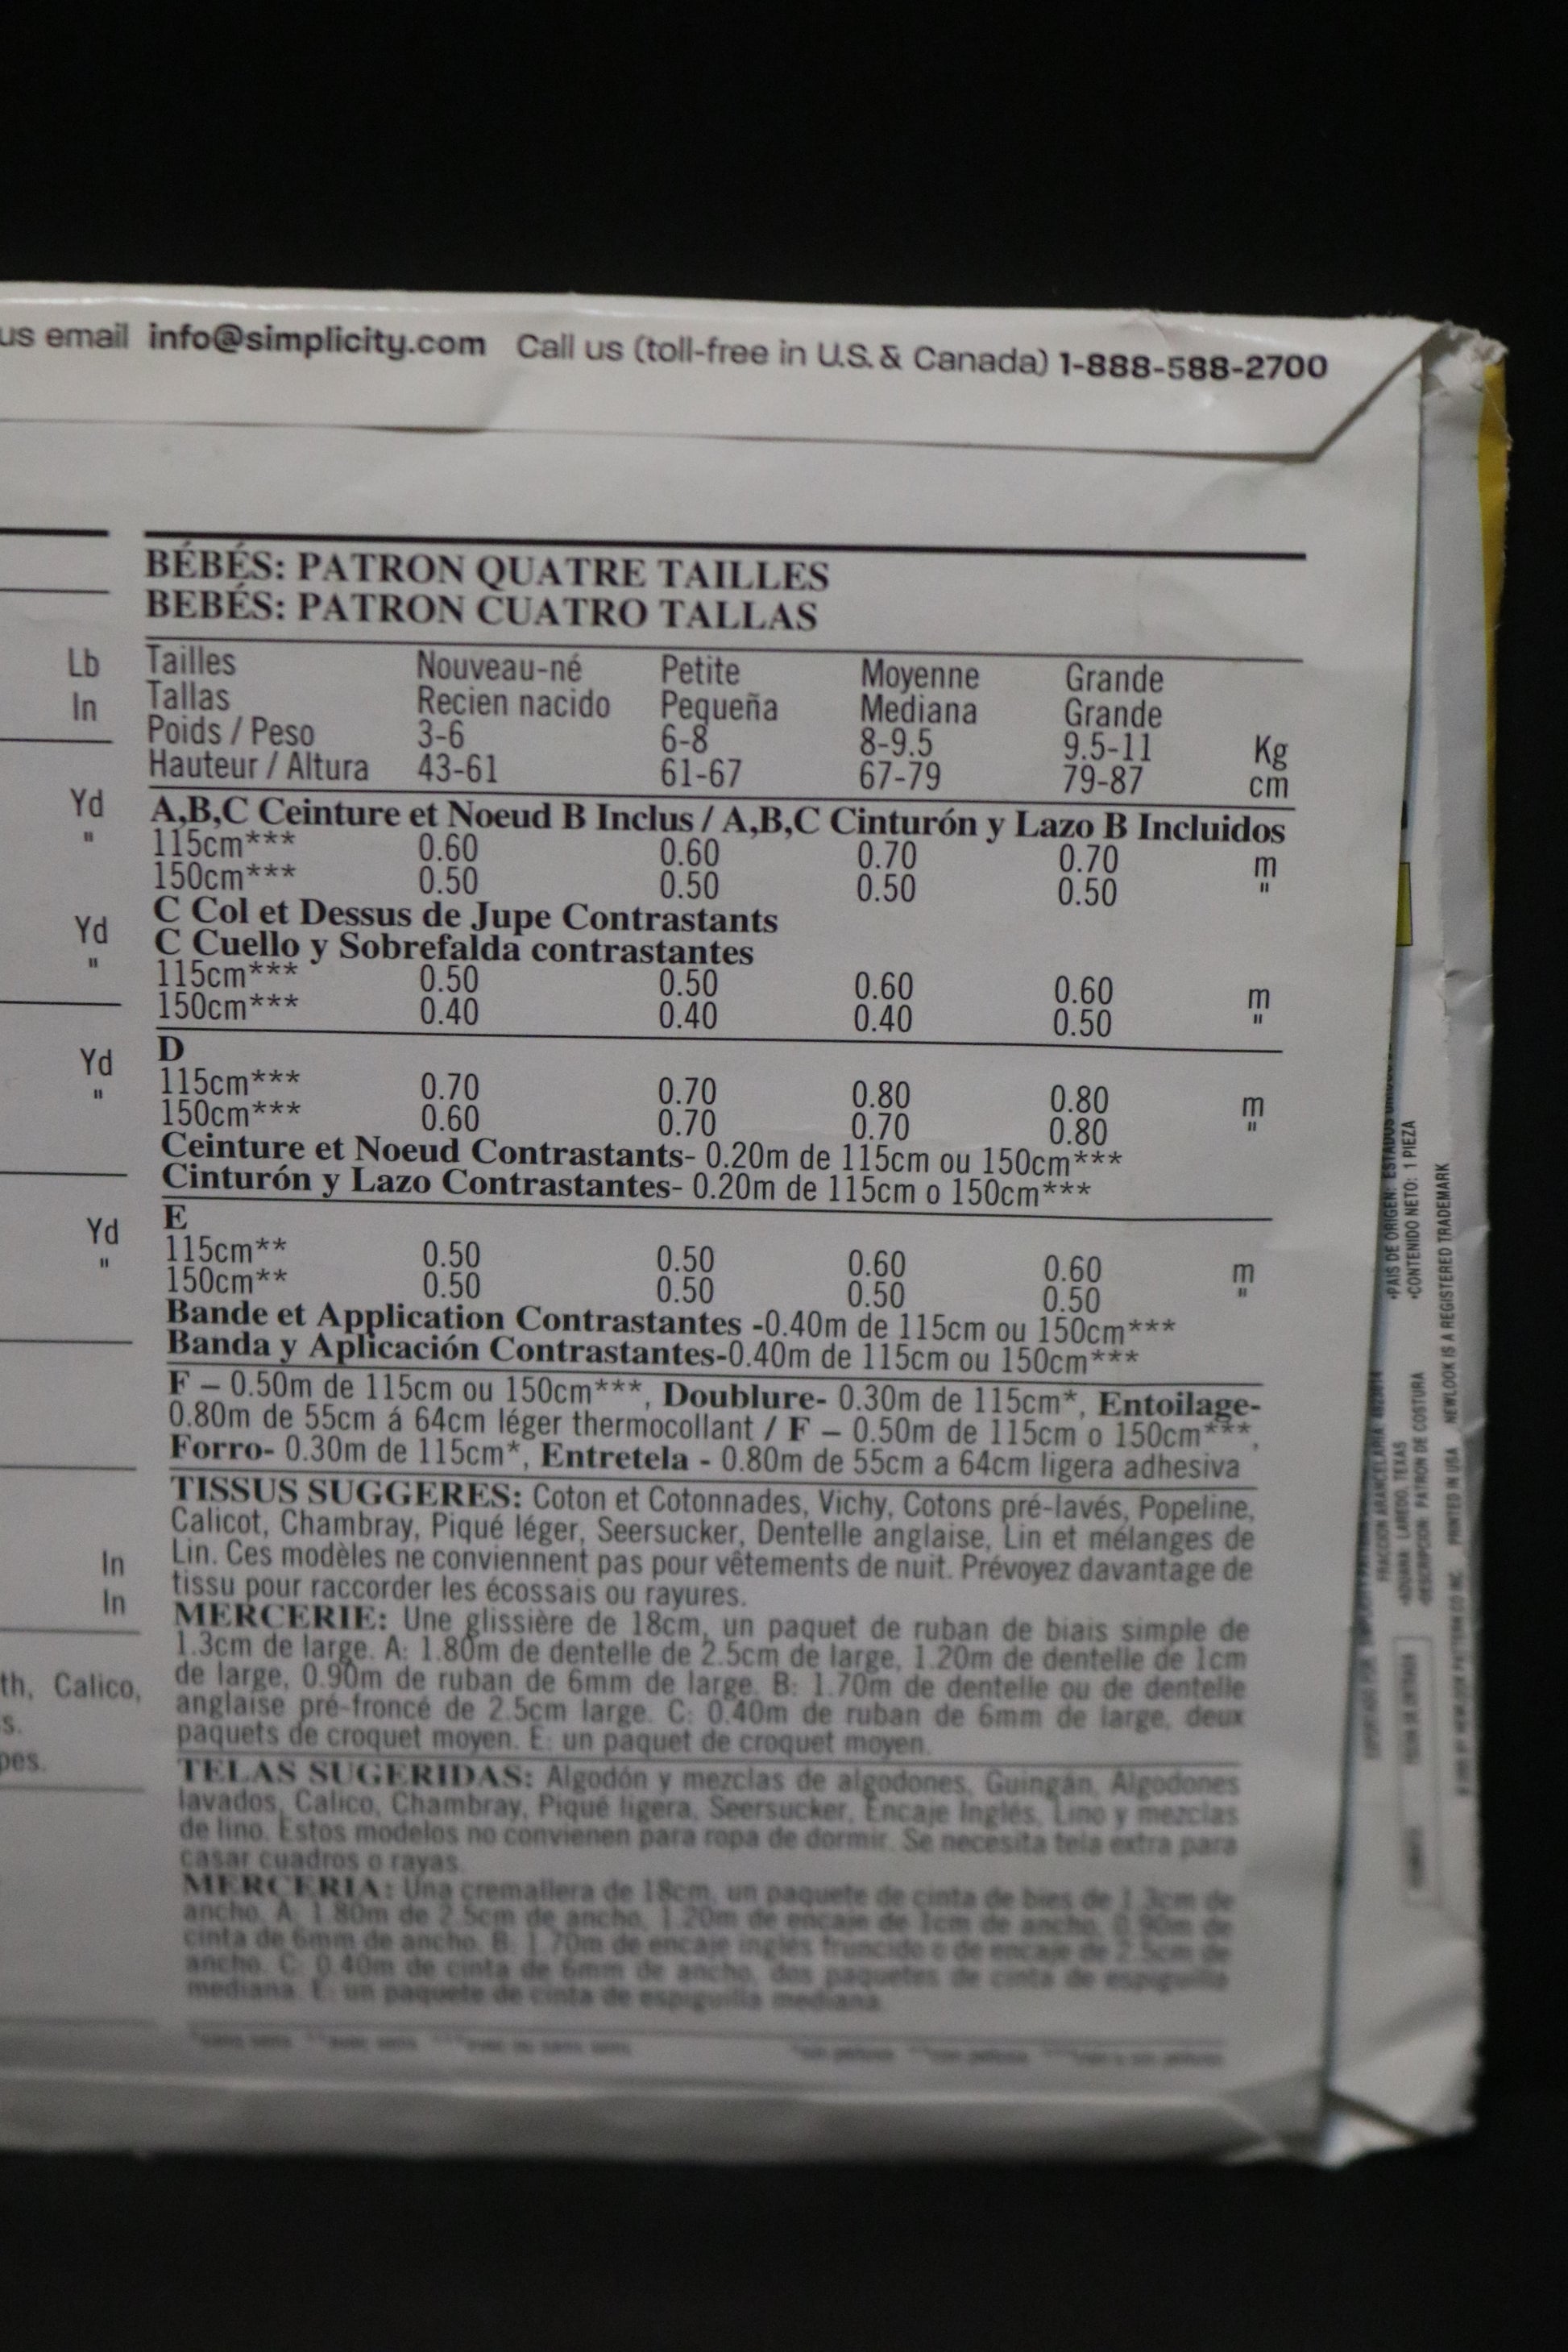 us email info@simplicity.com Call us (toll-free in U.S. & Canada) 1-888-588-2700
BÉBÉS: PATRON QUATRE TAILLES
BEBÉS: PATRON CUATRO TALLAS
Lb
In
Yd
"
Yd
"
Yd
"
Yd
"
In
In
th, Calico,
s.
pes.
Tailles Nouveau-né Petite Moyenne Grande
Tallas Recien nacido Pequeña Mediana Grande
Poids / Peso 3-6 6-8 8-9.5 9.5-11 Kg
Hauteur / Altura 43-61 61-67 67-79 79-87 cm
A,B,C Ceinture et Noeud B Inclus / A,B,C Cinturón y Lazo B Incluidos
115cm*** 0.60 0.60 0.70 0.70 m
150cm*** 0.50 0.50 0.50 0.50 "
C Col et Dessus de Jupe Contrastants
C Cuello y Sobrefalda contrastantes
115cm*** 0.50 0.50 0.60 0.60 m
150cm*** 0.40 0.40 0.40 0.50 "
D
115cm*** 0.70 0.70 0.80 0.80 m
150cm*** 0.60 0.70 0.70 0.80 "
Ceinture et Noeud Contrastants- 0.20m de 115cm ou 150cm***
Cinturón y Lazo Contrastantes- 0.20m de 115cm o 150cm***
E
115cm** 0.50 0.50 0.60 0.60 m
150cm** 0.50 0.50 0.50 0.50 "
Bande et Application Contrastantes -0.40m de 115cm ou 150cm***
Banda y Aplicación Contrastantes-0.40m de 115cm ou 150cm***
F – 0.50m de 115cm ou 150cm***, Doublure- 0.30m de 115cm*, Entoilage-
0.80m de 55cm á 64cm léger thermocollant / F – 0.50m de 115cm o 150cm***,
Forro- 0.30m de 115cm*, Entretela - 0.80m de 55cm a 64cm ligera adhesiva
TISSUS SUGGERES: Coton et Cotonnades, Vichy, Cotons pré-lavés, Popeline,
Calicot, Chambray, Piqué léger, Seersucker, Dentelle anglaise, Lin et mélanges de
Lin. Ces modèles ne conviennent pas pour vêtements de nuit. Prévoyez davantage de
tissu pour raccorder les écossais ou rayures.
MERCERIE: Une glissière de 18cm, un paquet de ruban de biais simple de
1.3cm de large. A: 1.80m de dentelle de 2.5cm de large, 1.20m de dentelle de 1cm
de large, 0.90m de ruban de 6mm de large. B: 1.70m de dentelle ou de dentelle
anglaise pré-froncé de 2.5cm large. C: 0.40m de ruban de 6mm de large, deux
paquets de croquet moyen. E: un paquet de croquet moyen.
TELAS SUGERIDAS: Algodón y mezclas de algodones, Guingán, Algodones
lavados, Calico, Chambray, Piqué ligera, Seersucker, Encaje Inglés, Lino y mezclas
de lino. Estos modelos no convienen para ropa de dormir. Se necesita tela extra para
casar cuadros o rayas.
MERCERIA: Una cremallera de 18cm, un paquete de cinta de bies de 1.3cm de
ancho. A: 1.80m de 2.5cm de ancho, 1.20m de encaje de 1cm de ancho, 0.90m de
cinta de 6mm de ancho. B: 1.70m de encaje inglés fruncido o de encaje de 2.5cm de
ancho. C: 0.40m de cinta de 6mm de ancho, dos paquetes de cinta de espiguilla
mediana. E: un paquete de cinta de espiguilla mediana.
•PAIS DE ORIGEN: ESTADOS
•CONTENIDO NETO: 1 PIEZA
FRACCION ARANCELARIA
•ADUANA: LAREDO, TEXAS
•DESCRIPCION: PATRON DE COSTURA
PRINTED IN USA NEWLOOK IS A REGISTERED TRADEMARK